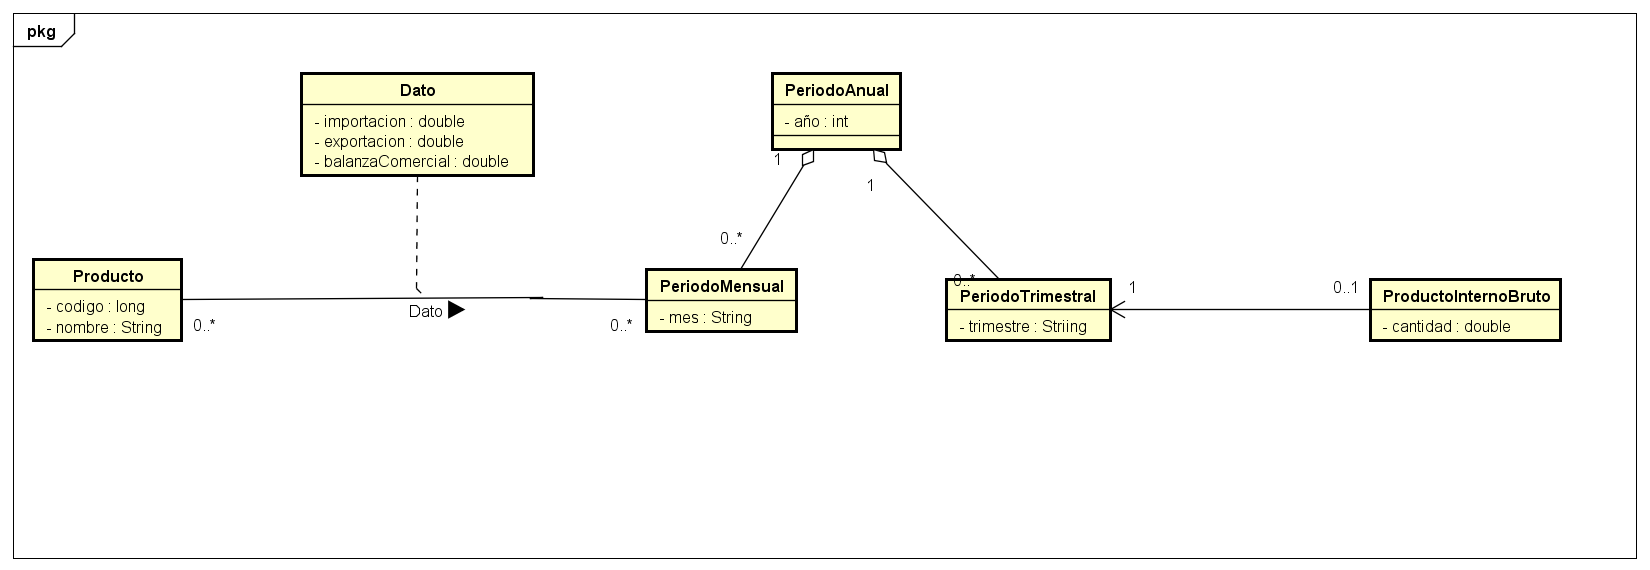 pkg
Dato
- importacion : double
- exportacion : double
- balanzaComercial : double
PeriodoAnual
- año : int
1
1
0..*
0..*
Producto
- codigo : long
- nombre : String
0..*
Dato ▶
0..*
PeriodoMensual
- mes : String
PeriodoTrimestral
- trimestre : Striing
1
0..1
ProductoInternoBruto
- cantidad : double